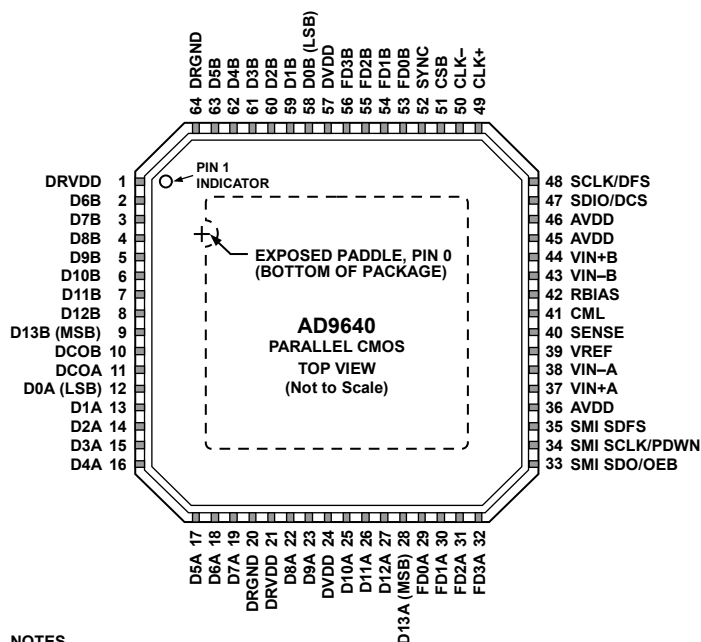 64 DRGND
63 D5B
62 D4B
61 D3B
60 D2B
59 D1B
58 D0B (LSB)
57 DVDD
56 FD3B
55 FD2B
54 FD1B
53 FD0B
52 SYNC
51 CSB
50 CLK–
49 CLK+
PIN 1
INDICATOR
DRVDD 1
D6B 2
D7B 3
D8B 4
D9B 5
D10B 6
D11B 7
D12B 8
D13B (MSB) 9
DCOB 10
DCOA 11
D0A (LSB) 12
D1A 13
D2A 14
D3A 15
D4A 16
EXPOSED PADDLE, PIN 0
(BOTTOM OF PACKAGE)
AD9640
PARALLEL CMOS
TOP VIEW
(Not to Scale)
48 SCLK/DFS
47 SDIO/DCS
46 AVDD
45 AVDD
44 VIN+B
43 VIN–B
42 RBIAS
41 CML
40 SENSE
39 VREF
38 VIN–A
37 VIN+A
36 AVDD
35 SMI SDFS
34 SMI SCLK/PDWN
33 SMI SDO/OEB
D5A 17
D6A 18
D7A 19
DRGND 20
DRVDD 21
D8A 22
D9A 23
DVDD 24
D10A 25
D11A 26
D12A 27
D13A (MSB) 28
FD0A 29
FD1A 30
FD2A 31
FD3A 32
NOTES